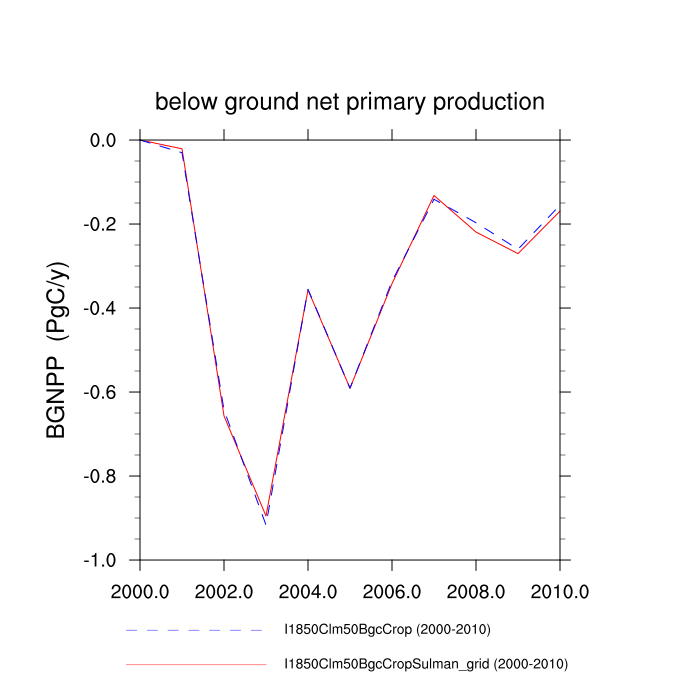 below ground net primary production
BGNPP (PgC/y)
0.0
-0.2
-0.4
-0.6
-0.8
-1.0
2000.0 2002.0 2004.0 2006.0 2008.0 2010.0
I1850Clm50BgcCrop (2000-2010)
I1850Clm50BgcCropSulman_grid (2000-2010)